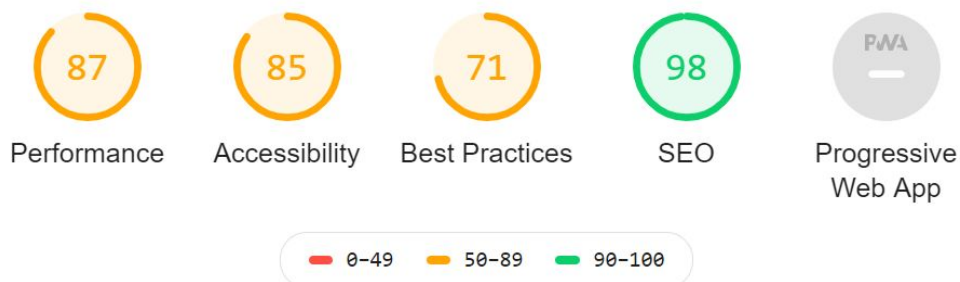 87
85
71
98
PWA
Performance
Accessibility
Best Practices
SEO
Progressive
Web App
0–49
50–89
90–100